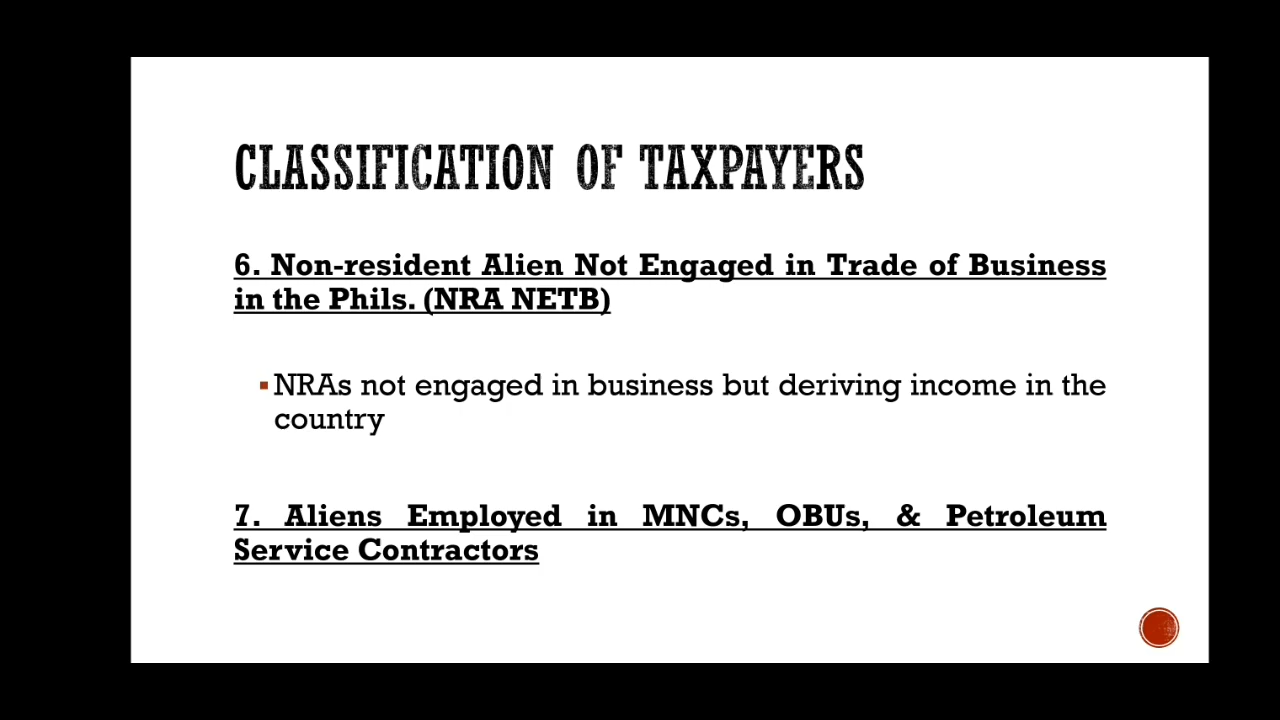 CLASSIFICATION OF TAXPAYERS
6. Non-resident Alien Not Engaged in Trade of Business
in the Phils. (NRA NETB)
▪NRAs not engaged in business but deriving income in the
country
7. Aliens Employed in MNCs, OBUs, & Petroleum
Service Contractors